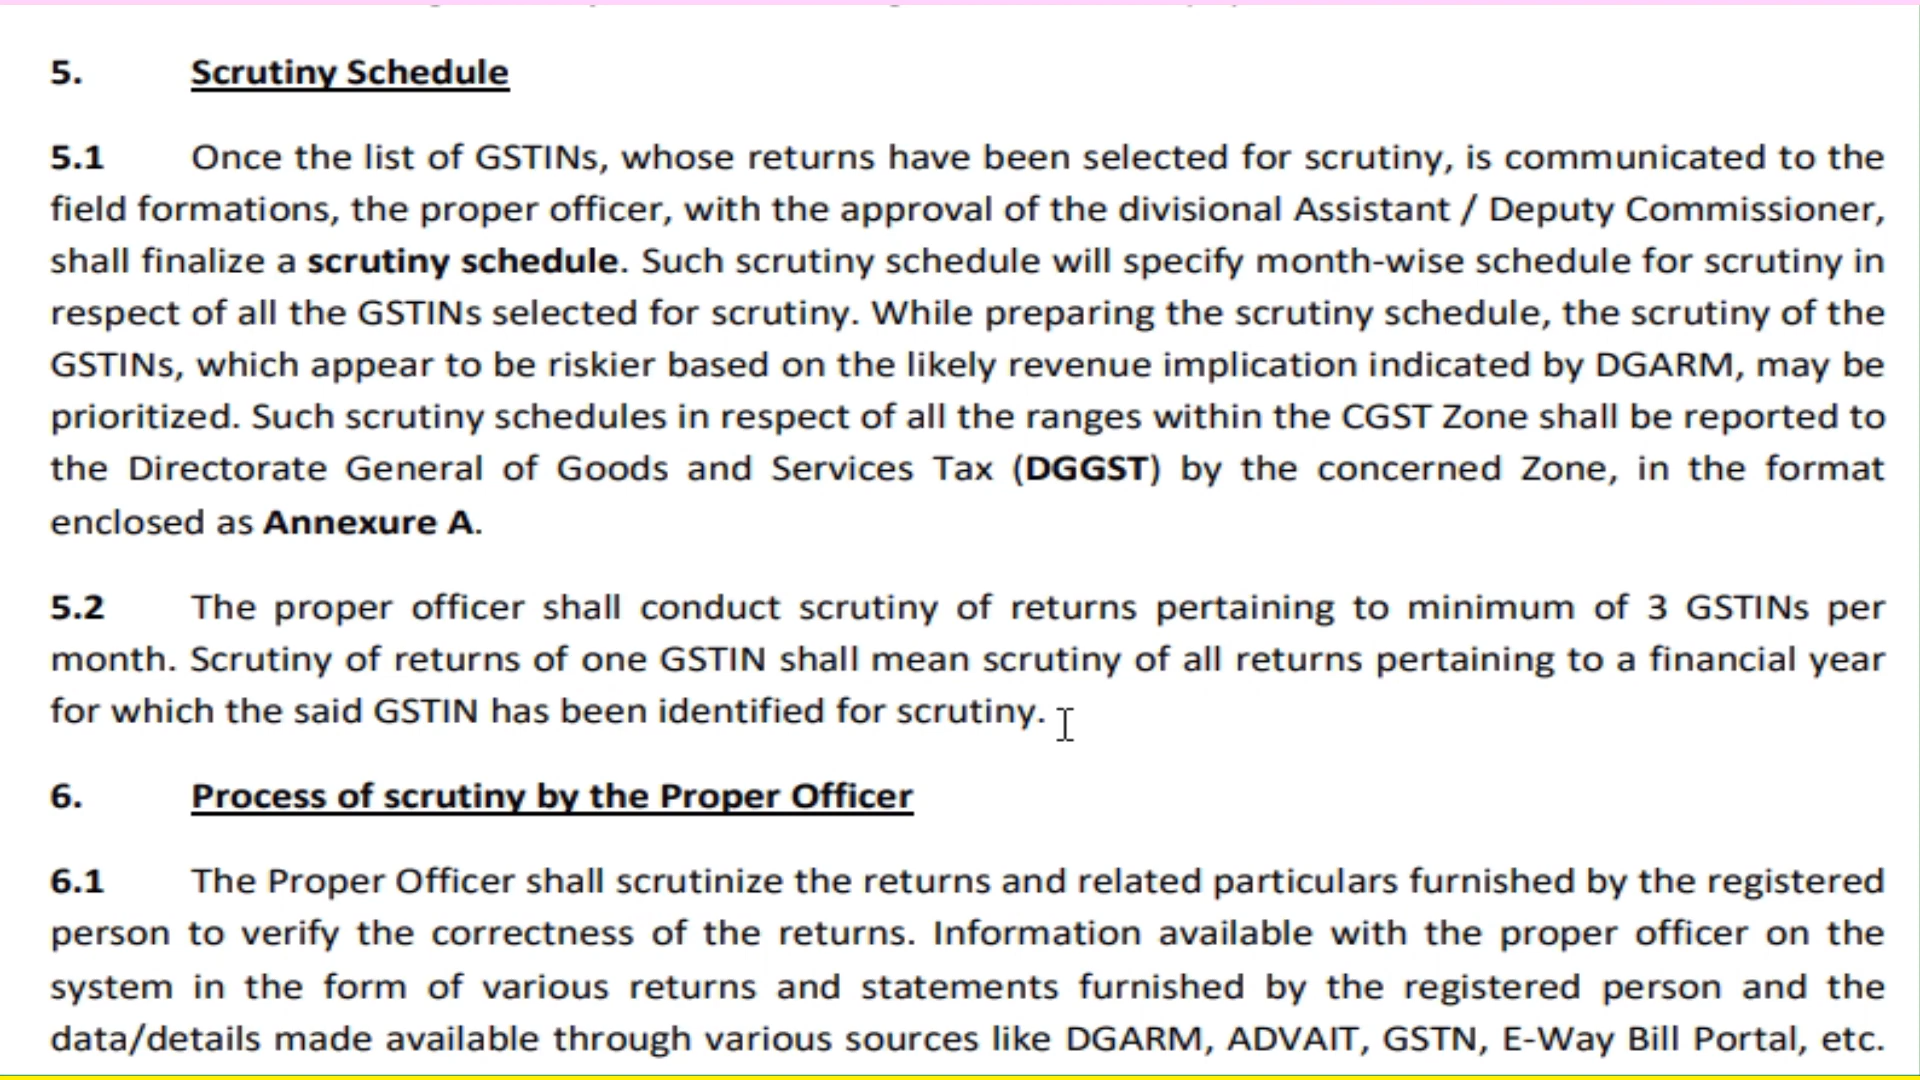 5. Scrutiny Schedule
5.1 Once the list of GSTINs, whose returns have been selected for scrutiny, is communicated to the
field formations, the proper officer, with the approval of the divisional Assistant / Deputy Commissioner,
shall finalize a scrutiny schedule. Such scrutiny schedule will specify month-wise schedule for scrutiny in
respect of all the GSTINs selected for scrutiny. While preparing the scrutiny schedule, the scrutiny of the
GSTINs, which appear to be riskier based on the likely revenue implication indicated by DGARM, may be
prioritized. Such scrutiny schedules in respect of all the ranges within the CGST Zone shall be reported to
the Directorate General of Goods and Services Tax (DGGST) by the concerned Zone, in the format
enclosed as Annexure A.
5.2 The proper officer shall conduct scrutiny of returns pertaining to minimum of 3 GSTINs per
month. Scrutiny of returns of one GSTIN shall mean scrutiny of all returns pertaining to a financial year
for which the said GSTIN has been identified for scrutiny.
6. Process of scrutiny by the Proper Officer
6.1 The Proper Officer shall scrutinize the returns and related particulars furnished by the registered
person to verify the correctness of the returns. Information available with the proper officer on the
system in the form of various returns and statements furnished by the registered person and the
data/details made available through various sources like DGARM, ADVAIT, GSTN, E-Way Bill Portal, etc.